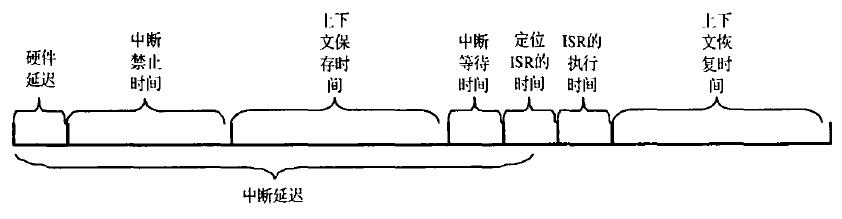 硬件
延迟
中断
禁止
时间
上下
文保
存时
间
中断
等待
时间
定位
ISR的
时间
ISR的
执行
时间
上下
文恢
复时
间
中断延迟